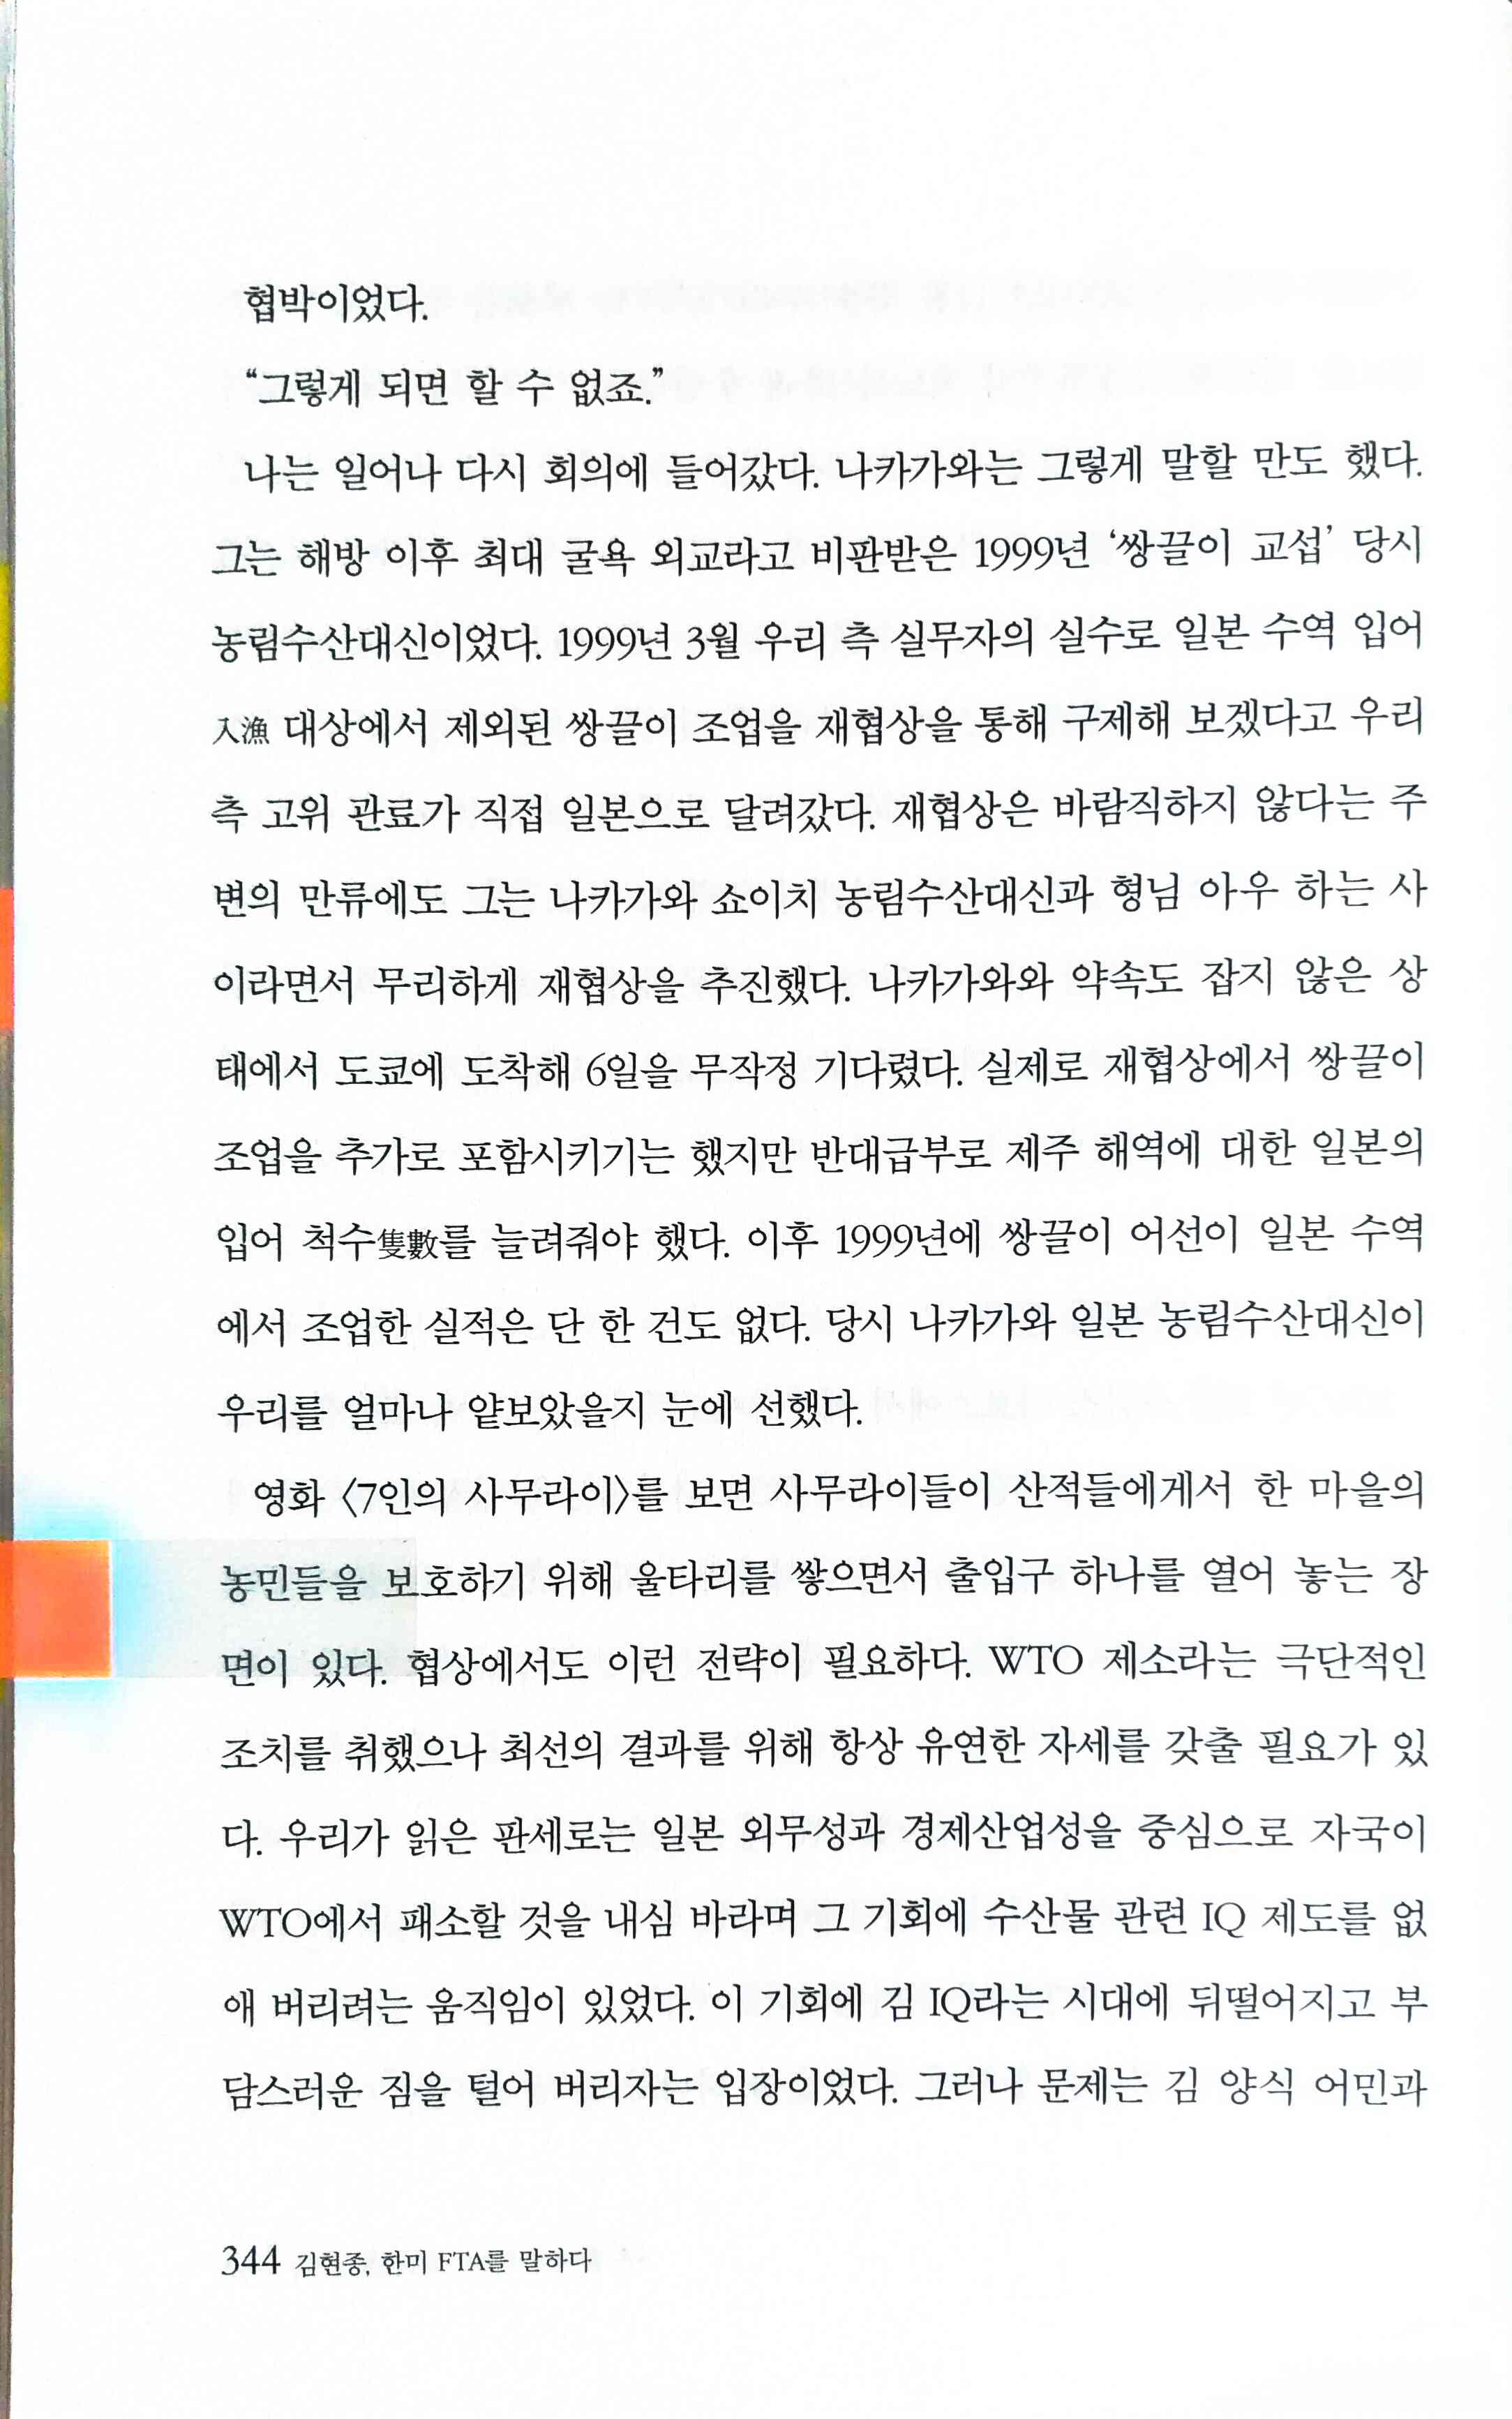 협박이었다.
“그렇게 되면 할 수 없죠.”
나는 일어나 다시 회의에 들어갔다. 나카가와는 그렇게 말할 만도 했다.
그는 해방 이후 최대 굴욕 외교라고 비판받은 1999년 ‘쌍끌이 교섭’ 당시
농림수산대신이었다. 1999년 3월 우리 측 실무자의 실수로 일본 수역 입어
入漁 대상에서 제외된 쌍끌이 조업을 재협상을 통해 구제해 보겠다고 우리
측 고위 관료가 직접 일본으로 달려갔다. 재협상은 바람직하지 않다는 주
변의 만류에도 그는 나카가와 쇼이치 농림수산대신과 형님 아우 하는 사
이라면서 무리하게 재협상을 추진했다. 나카가와와 약속도 잡지 않은 상
태에서 도쿄에 도착해 6일을 무작정 기다렸다. 실제로 재협상에서 쌍끌이
조업을 추가로 포함시키기는 했지만 반대급부로 제주 해역에 대한 일본의
입어 척수隻數를 늘려줘야 했다. 이후 1999년에 쌍끌이 어선이 일본 수역
에서 조업한 실적은 단 한 건도 없다. 당시 나카가와 일본 농림수산대신이
우리를 얼마나 얕보았을지 눈에 선했다.
영화 〈7인의 사무라이〉를 보면 사무라이들이 산적들에게서 한 마을의
농민들을 보호하기 위해 울타리를 쌓으면서 출입구 하나를 열어 놓는 장
면이 있다. 협상에서도 이런 전략이 필요하다. WTO 제소라는 극단적인
조치를 취했으나 최선의 결과를 위해 항상 유연한 자세를 갖출 필요가 있
다. 우리가 읽은 판세로는 일본 외무성과 경제산업성을 중심으로 자국이
WTO에서 패소할 것을 내심 바라며 그 기회에 수산물 관련 IQ 제도를 없
애 버리려는 움직임이 있었다. 이 기회에 김 IQ라는 시대에 뒤떨어지고 부
담스러운 짐을 털어 버리자는 입장이었다. 그러나 문제는 김 양식 어민과
344 김현종, 한미 FTA를 말하다